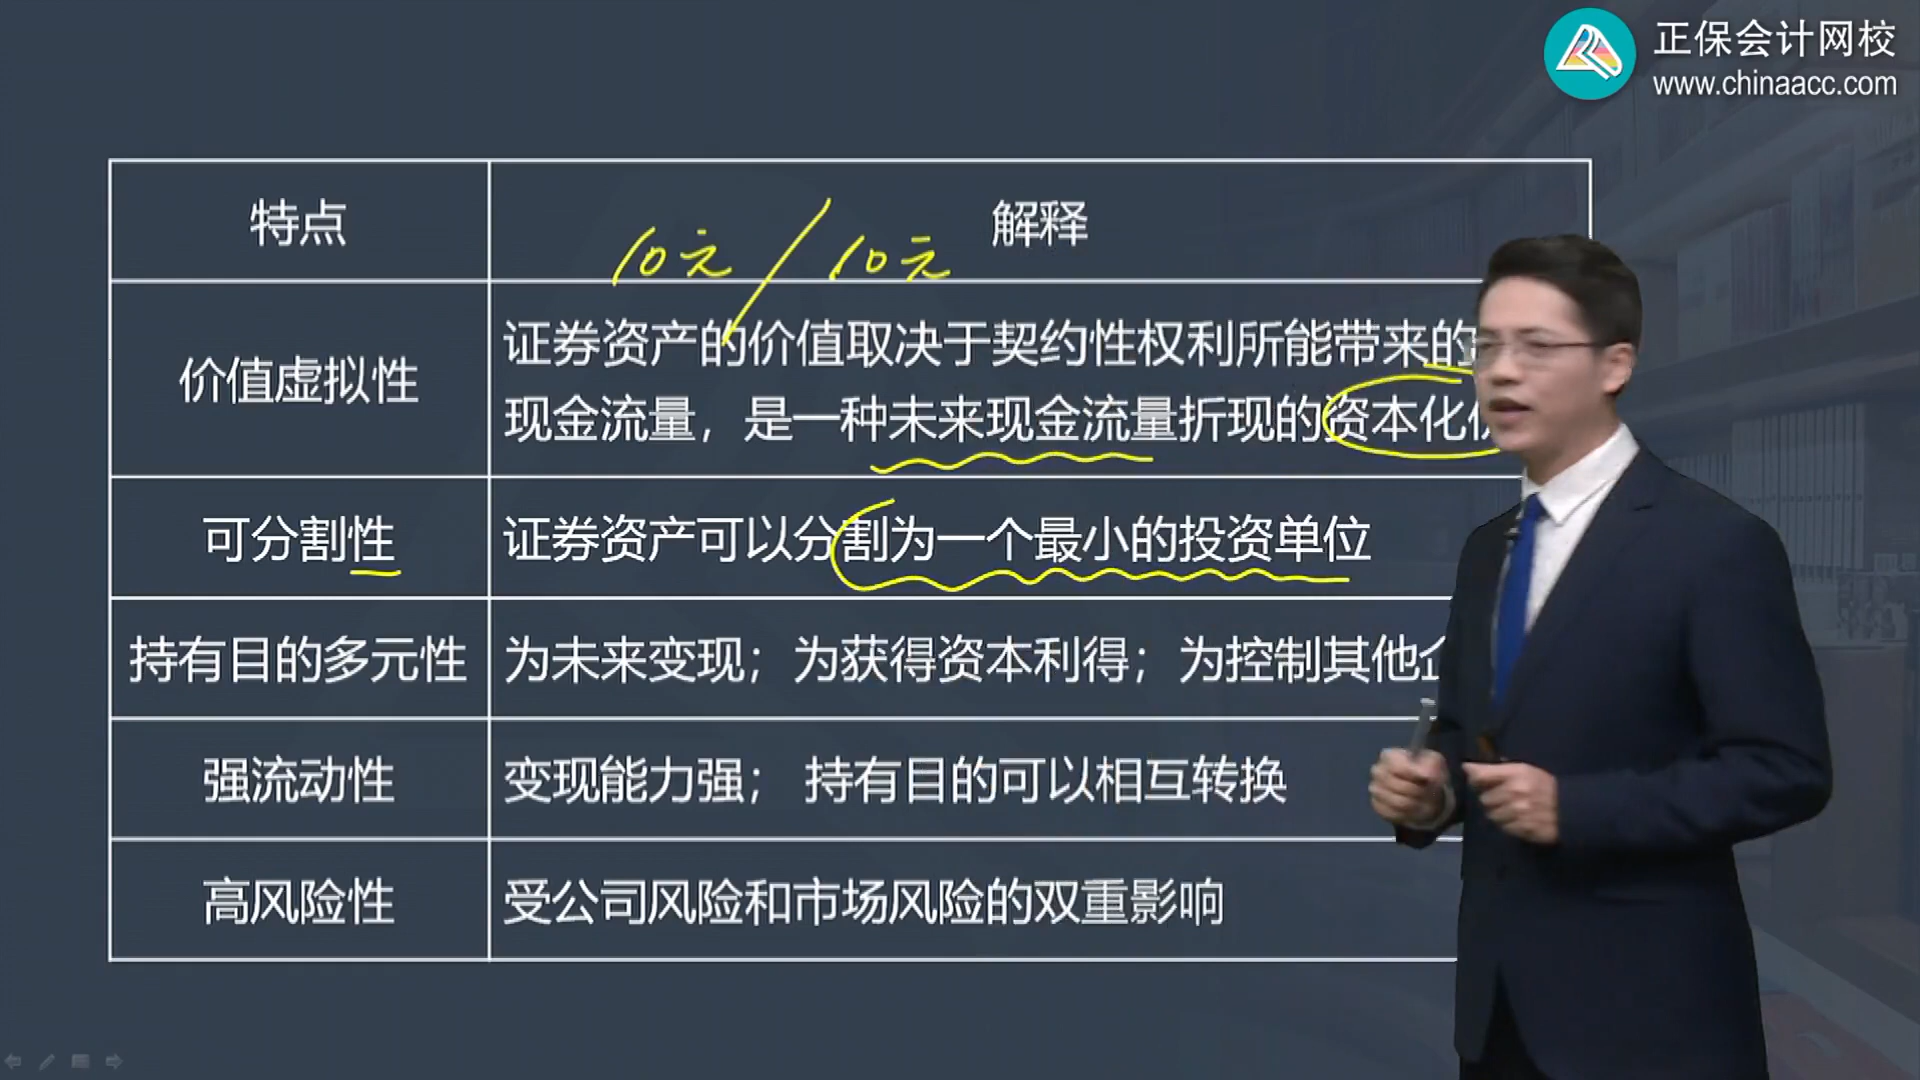 正保会计网校
www.chinaacc.com
特点
解释
10元 / 10元
价值虚拟性
证券资产的价值取决于契约性权利所能带来的
现金流量，是一种未来现金流量折现的资本化
可分割性
证券资产可以分割为一个最小的投资单位
持有目的多元性
为未来变现；为获得资本利得；为控制其他
强流动性
变现能力强； 持有目的可以相互转换
高风险性
受公司风险和市场风险的双重影响